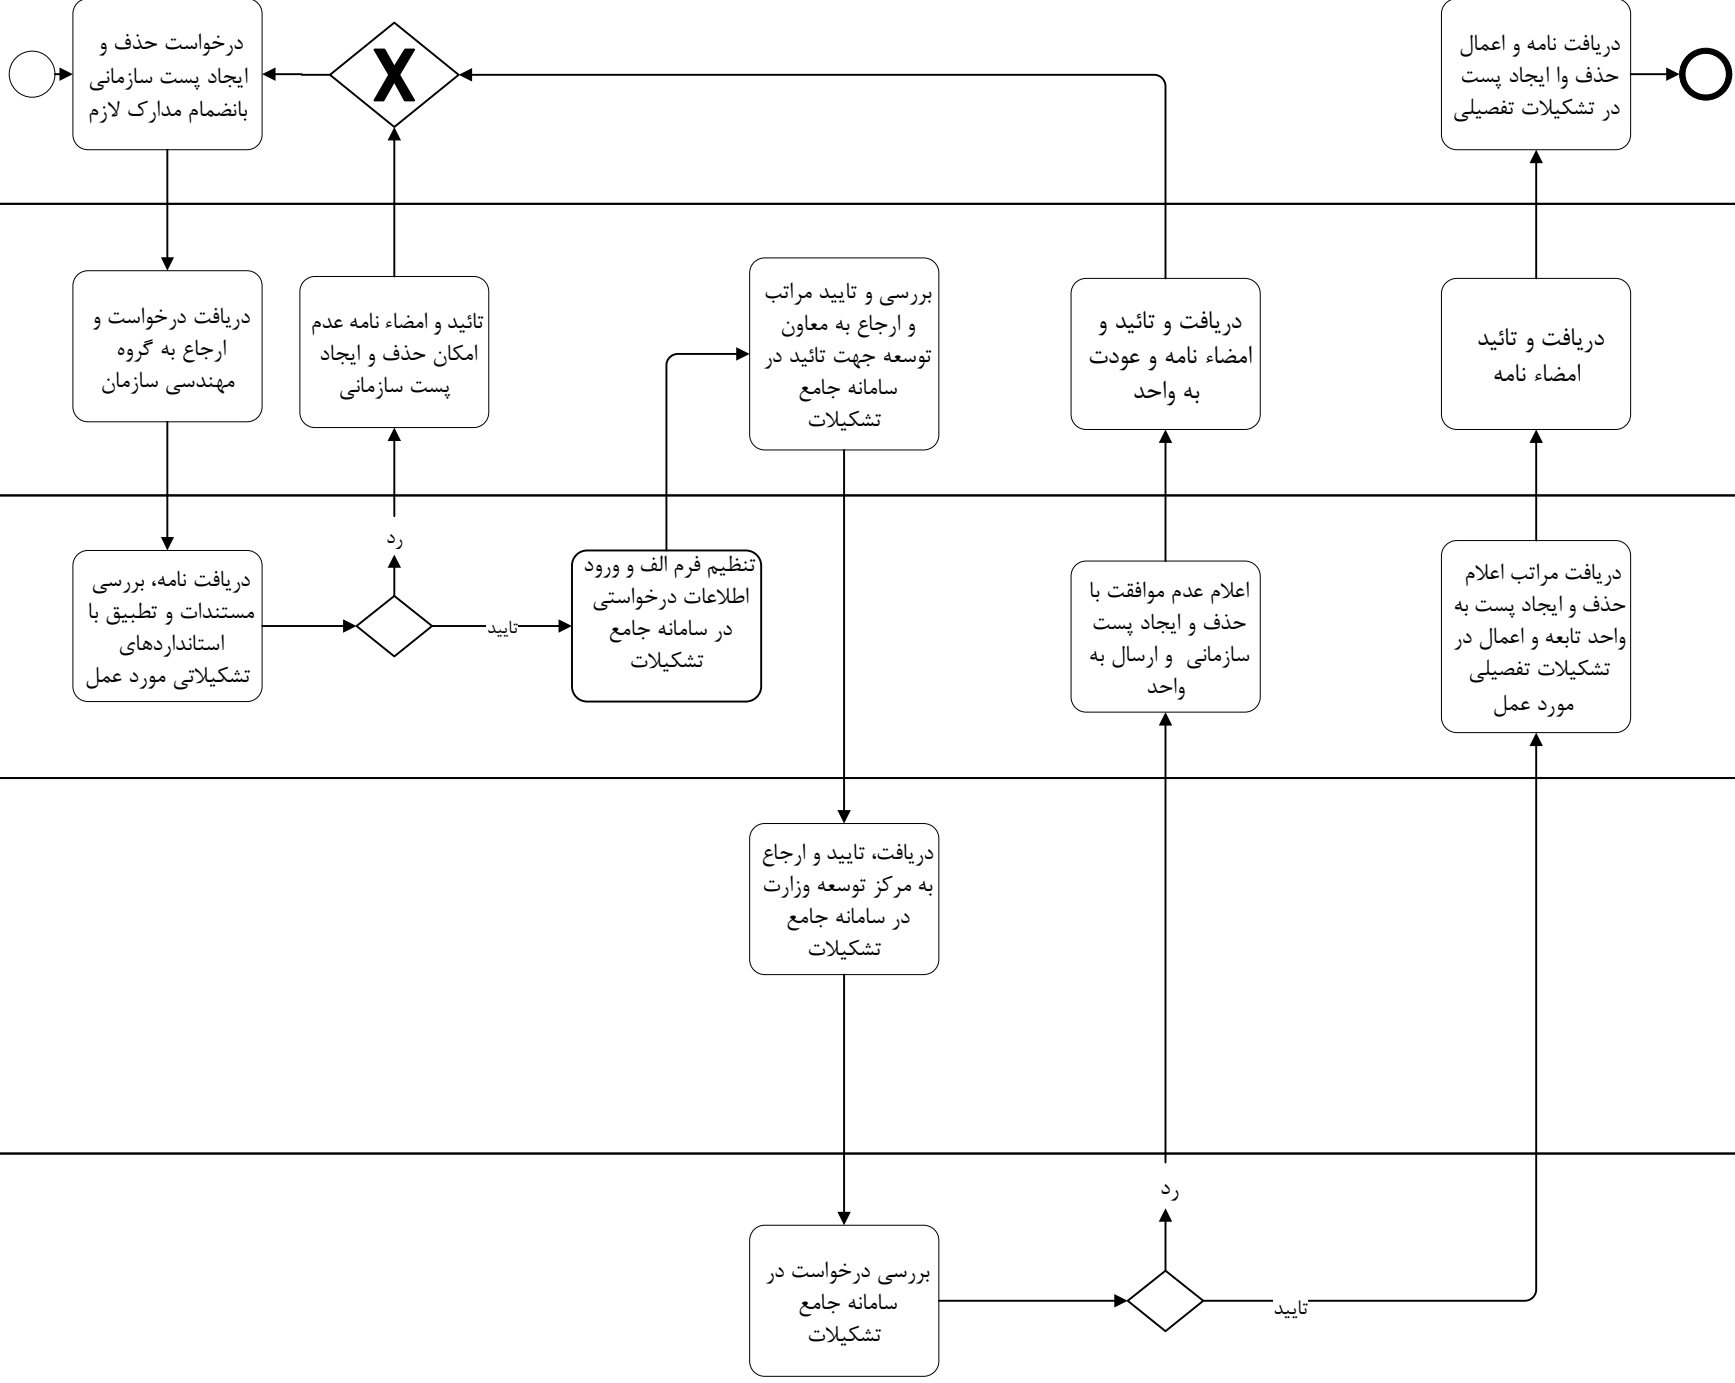 درخواست حذف و
ایجاد پست سازمانی
بانضمام مدارک لازم
X
دریافت نامه و اعمال
حذف وا ایجاد پست
در تشکیلات تفصیلی
دریافت درخواست و
ارجاع به گروه
مهندسی سازمان
تائید و امضاء نامه عدم
امکان حذف و ایجاد
پست سازمانی
بررسی و تایید مراتب
و ارجاع به معاون
توسعه جهت تائید در
سامانه جامع
تشکیلات
دریافت و تائید و
امضاء نامه و عودت
به واحد
دریافت و تائید
امضاء نامه
دریافت نامه، بررسی
مستندات و تطبیق با
استانداردهای
تشکیلاتی مورد عمل
رد
تایید
تنظیم فرم الف و ورود
اطلاعات درخواستی
در سامانه جامع
تشکیلات
اعلام عدم موافقت با
حذف و ایجاد پست
سازمانی و ارسال به
واحد
دریافت مراتب اعلام
حذف و ایجاد پست به
واحد تابعه و اعمال در
تشکیلات تفصیلی
مورد عمل
دریافت، تایید و ارجاع
به مرکز توسعه وزارت
در سامانه جامع
تشکیلات
بررسی درخواست در
سامانه جامع
تشکیلات
رد
تایید